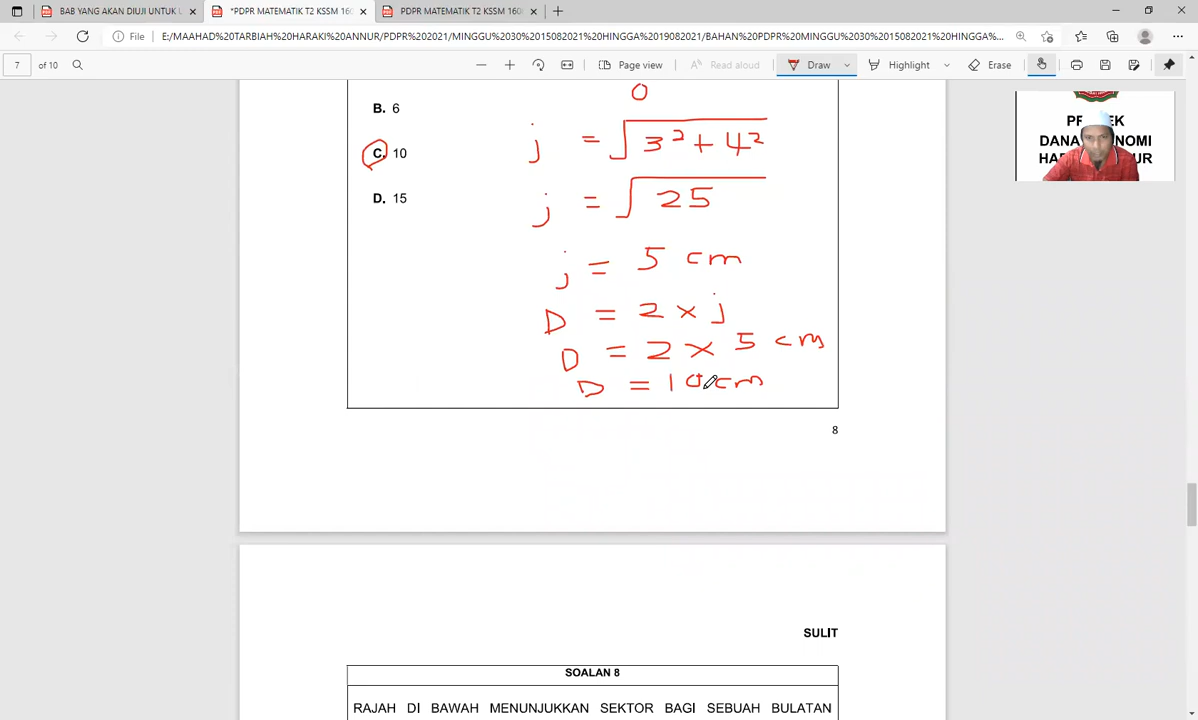 BAB YANG AKAN DIUJI UNTUK U
*PDPR MATEMATIK T2 KSSM 160
PDPR MATEMATIK T2 KSSM 160
File
E:/MAAHAD%20TARBIAH%20HARAKI%20ANNUR/PDPR%202021/MINGGU%2030%2015082021%20HINGGA%2019082021/BAHAN%20PDPR%20MINGGU%2030%2015082021%20HINGGA%...
7 of 10
Page view
Read aloud
Draw
Highlight
Erase
0
B. 6
j = √3² + 4²
C. 10
j = √25
D. 15
j = 5 cm
D = 2 × j
D = 2 × 5 cm
D = 10 cm
8
SULIT
SOALAN 8
RAJAH DI BAWAH MENUNJUKKAN SEKTOR BAGI SEBUAH BULATAN